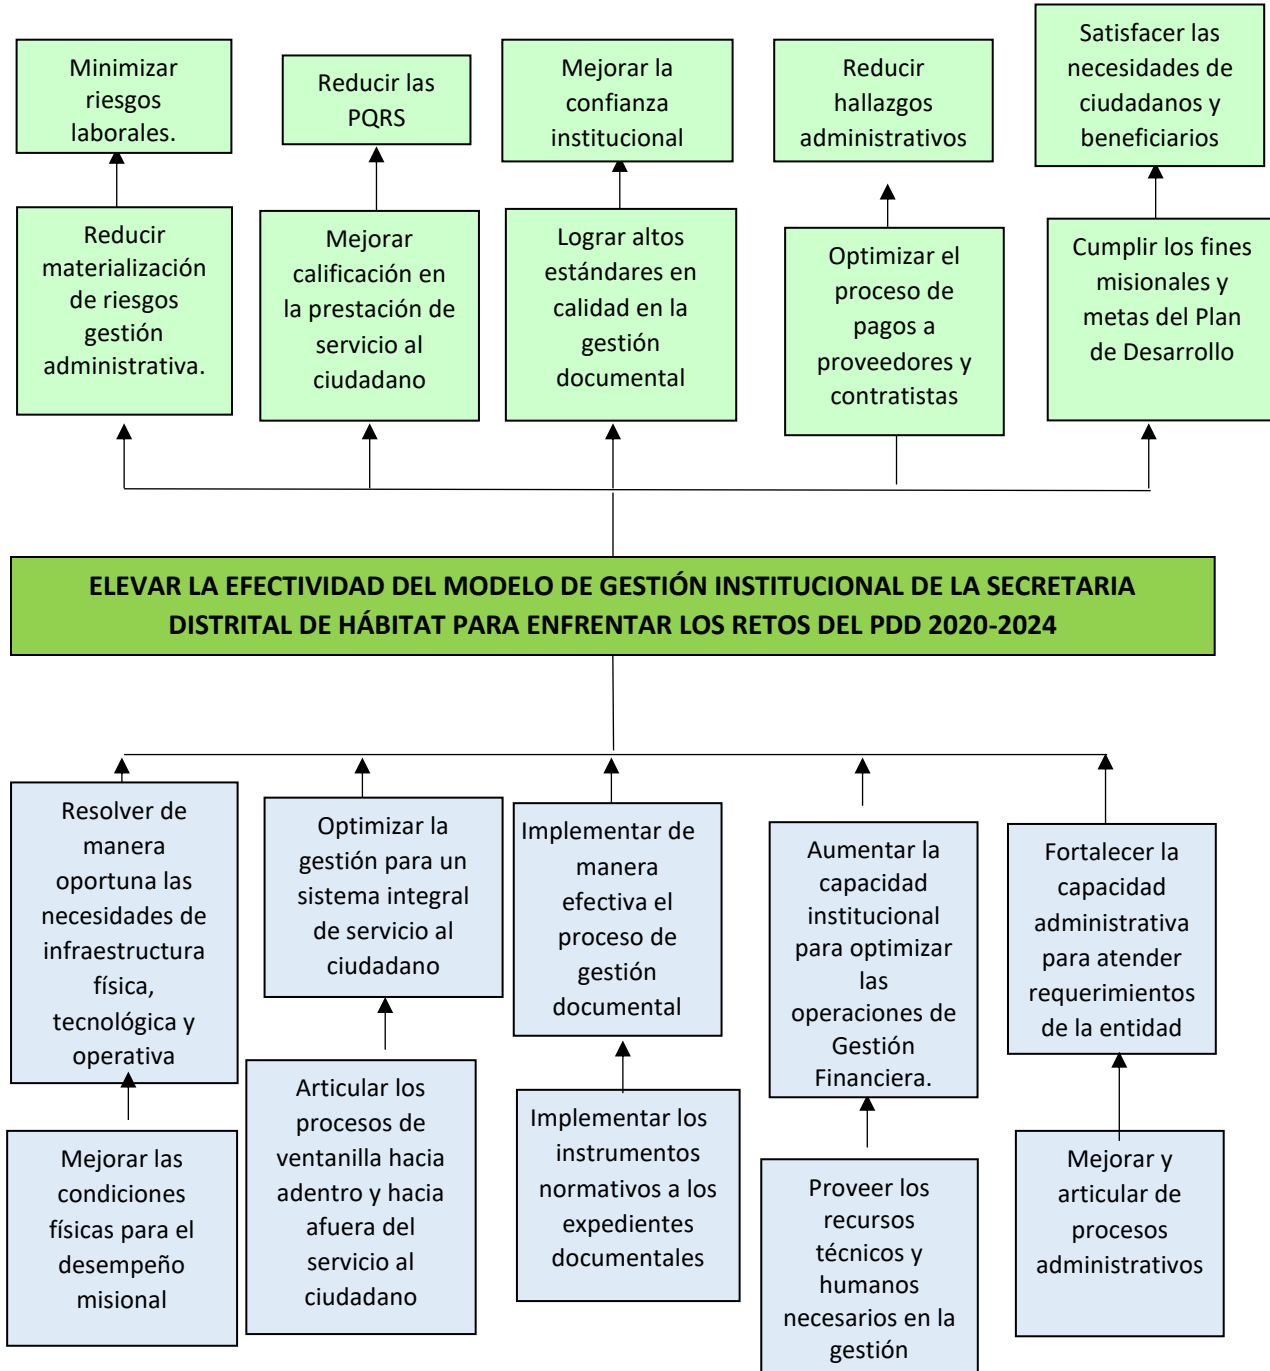 Minimizar
riesgos
laborales.
Reducir las
PQRS
Mejorar la
confianza
institucional
Reducir
hallazgos
administrativos
Satisfacer las
necesidades de
ciudadanos y
beneficiarios
Reducir
materialización
de riesgos
gestión
administrativa.
Mejorar
calificación en
la prestación de
servicio al
ciudadano
Lograr altos
estándares en
calidad en la
gestión
documental
Optimizar el
proceso de
pagos a
proveedores y
contratistas
Cumplir los fines
misionales y
metas del Plan
de Desarrollo
ELEVAR LA EFECTIVIDAD DEL MODELO DE GESTIÓN INSTITUCIONAL DE LA SECRETARIA
DISTRITAL DE HÁBITAT PARA ENFRENTAR LOS RETOS DEL PDD 2020-2024
Resolver de
manera
oportuna las
necesidades de
infraestructura
física,
tecnológica y
operativa
Optimizar la
gestión para un
sistema integral
de servicio al
ciudadano
Implementar de
manera
efectiva el
proceso de
gestión
documental
Aumentar la
capacidad
institucional
para optimizar
las
operaciones de
Gestión
Financiera.
Fortalecer la
capacidad
administrativa
para atender
requerimientos
de la entidad
Mejorar las
condiciones
físicas para el
desempeño
misional
Articular los
procesos de
ventanilla hacia
adentro y hacia
afuera del
servicio al
ciudadano
Implementar los
instrumentos
normativos a los
expedientes
documentales
Proveer los
recursos
técnicos y
humanos
necesarios en la
gestión
Mejorar y
articular de
procesos
administrativos